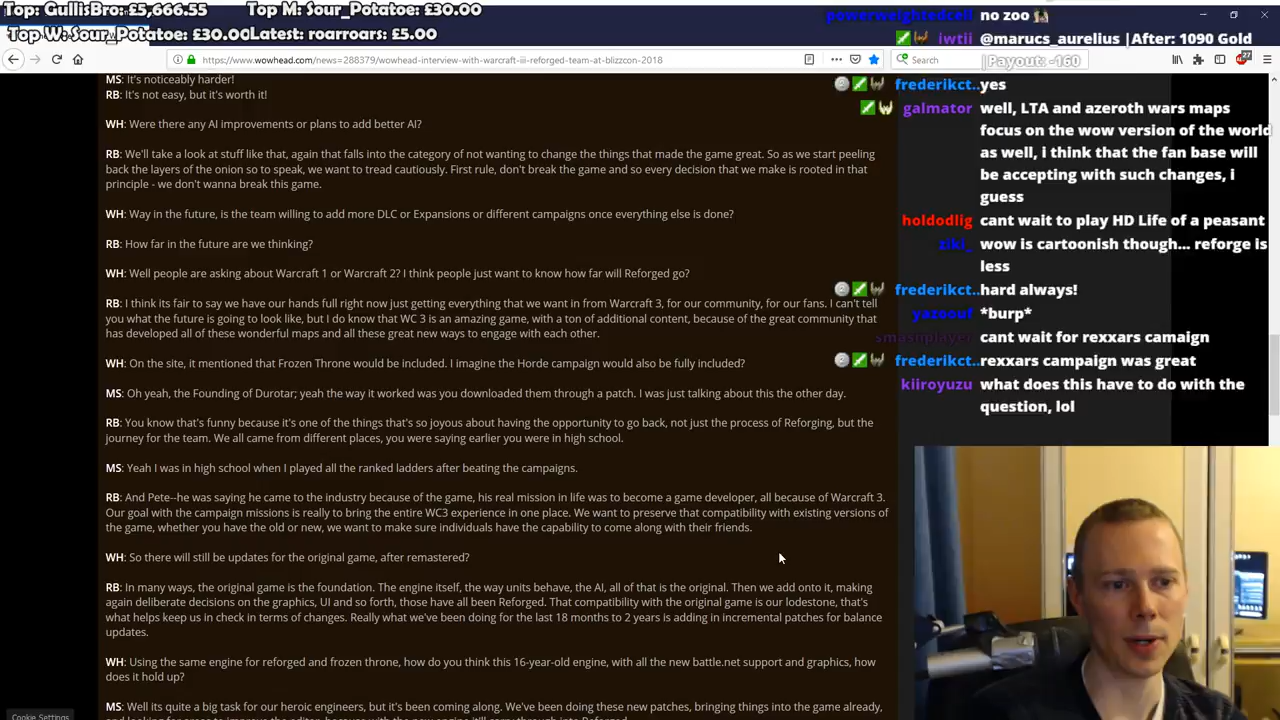 Top: GullisBro: £5,666.55
Top M: Sour_Potatoe: £30.00
Top W: Sour_Potatoe: £30.00
Latest: roarroars: £5.00
https://www.wowhead.com/news=288379/wowhead-interview-with-warcraft-iii-reforged-team-at-blizzcon-2018
Search
MS: It's noticeably harder!
RB: It's not easy, but it's worth it!
WH: Were there any AI improvements or plans to add better AI?
RB: We'll take a look at stuff like that, again that falls into the category of not wanting to change the things that made the game great. So as we start peeling
back the layers of the onion so to speak, we want to tread cautiously. First rule, don't break the game and so every decision that we make is rooted in that
principle - we don't wanna break this game.
WH: Way in the future, is the team willing to add more DLC or Expansions or different campaigns once everything else is done?
RB: How far in the future are we thinking?
WH: Well people are asking about Warcraft 1 or Warcraft 2? I think people just want to know how far will Reforged go?
RB: I think its fair to say we have our hands full right now just getting everything that we want in from Warcraft 3, for our community, for our fans. I can't tell
you what the future is going to look like, but I do know that WC 3 is an amazing game, with a ton of additional content, because of the great community that
has developed all of these wonderful maps and all these great new ways to engage with each other.
WH: On the site, it mentioned that Frozen Throne would be included. I imagine the Horde campaign would also be fully included?
MS: Oh yeah, the Founding of Durotar; yeah the way it worked was you downloaded them through a patch. I was just talking about this the other day.
RB: You know that's funny because it's one of the things that's so joyous about having the opportunity to go back, not just the process of Reforging, but the
journey for the team. We all came from different places, you were saying earlier you were in high school.
MS: Yeah I was in high school when I played all the ranked ladders after beating the campaigns.
RB: And Pete--he was saying he came to the industry because of the game, his real mission in life was to become a game developer, all because of Warcraft 3.
Our goal with the campaign missions is really to bring the entire WC3 experience in one place. We want to preserve that compatibility with existing versions of
the game, whether you have the old or new, we want to make sure individuals have the capability to come along with their friends.
WH: So there will still be updates for the original game, after remastered?
RB: In many ways, the original game is the foundation. The engine itself, the way units behave, the AI, all of that is the original. Then we add onto it, making
again deliberate decisions on the graphics, UI and so forth, those have all been Reforged. That compatibility with the original game is our lodestone, that's
what helps keep us in check in terms of changes. Really what we've been doing for the last 18 months to 2 years is adding in incremental patches for balance
updates.
WH: Using the same engine for reforged and frozen throne, how do you think this 16-year-old engine, with all the new battle.net support and graphics, how
does it hold up?
MS: Well its quite a big task for our heroic engineers, but it's been coming along. We've been doing these new patches, bringing things into the game already,
Cookie Settings
powerweightedcell no zoo
iwtii @marucs_aurelius |After: 1090 Gold
|Payout: -160
frederikct.. yes
galmator well, LTA and azeroth wars maps
focus on the wow version of the world
as well, i think that the fan base will
be accepting with such changes, i
guess
holdodlig cant wait to play HD Life of a peasant
ziki_ wow is cartoonish though... reforge is
less
frederikct.. hard always!
yazoouf *burp*
smashplayer cant wait for rexxars camaign
frederikct.. rexxars campaign was great
kiiroyuzu what does this have to do with the
question, lol